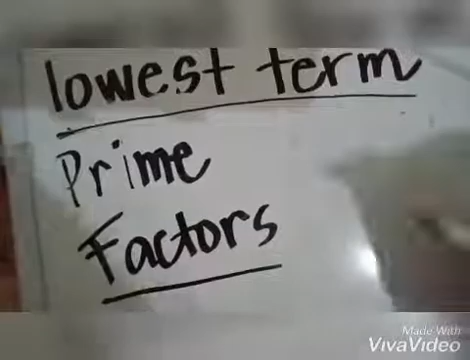 lowest term
Prime
Factors
Made With
VivaVideo